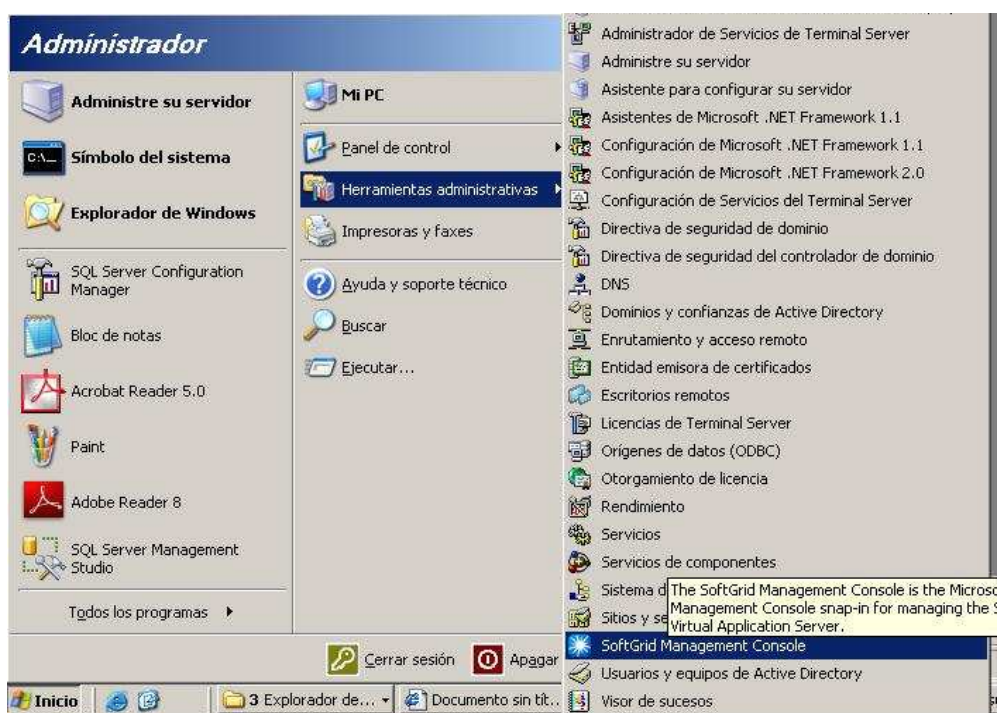 Administrador
Administre su servidor
Símbolo del sistema
Explorador de Windows
SQL Server Configuration
Manager
Bloc de notas
Acrobat Reader 5.0
Paint
Adobe Reader 8
SQL Server Management
Studio
Todos los programas
Mi PC
Panel de control
Herramientas administrativas
Impresoras y faxes
Ayuda y soporte técnico
Buscar
Ejecutar...
Cerrar sesión
Apagar
Administrador de Servicios de Terminal Server
Administre su servidor
Asistente para configurar su servidor
Asistentes de Microsoft .NET Framework 1.1
Configuración de Microsoft .NET Framework 1.1
Configuración de Microsoft .NET Framework 2.0
Configuración de Servicios del Terminal Server
Directiva de seguridad de dominio
Directiva de seguridad del controlador de dominio
DNS
Dominios y confianzas de Active Directory
Enrutamiento y acceso remoto
Entidad emisora de certificados
Escritorios remotos
Licencias de Terminal Server
Orígenes de datos (ODBC)
Otorgamiento de licencia
Rendimiento
Servicios
Servicios de componentes
Sistema d
Sitios y se
The SoftGrid Management Console is the Microso
Management Console snap-in for managing the S
Virtual Application Server.
SoftGrid Management Console
Usuarios y equipos de Active Directory
Visor de sucesos
Inicio
3 Explorador de...
Documento sin tít...